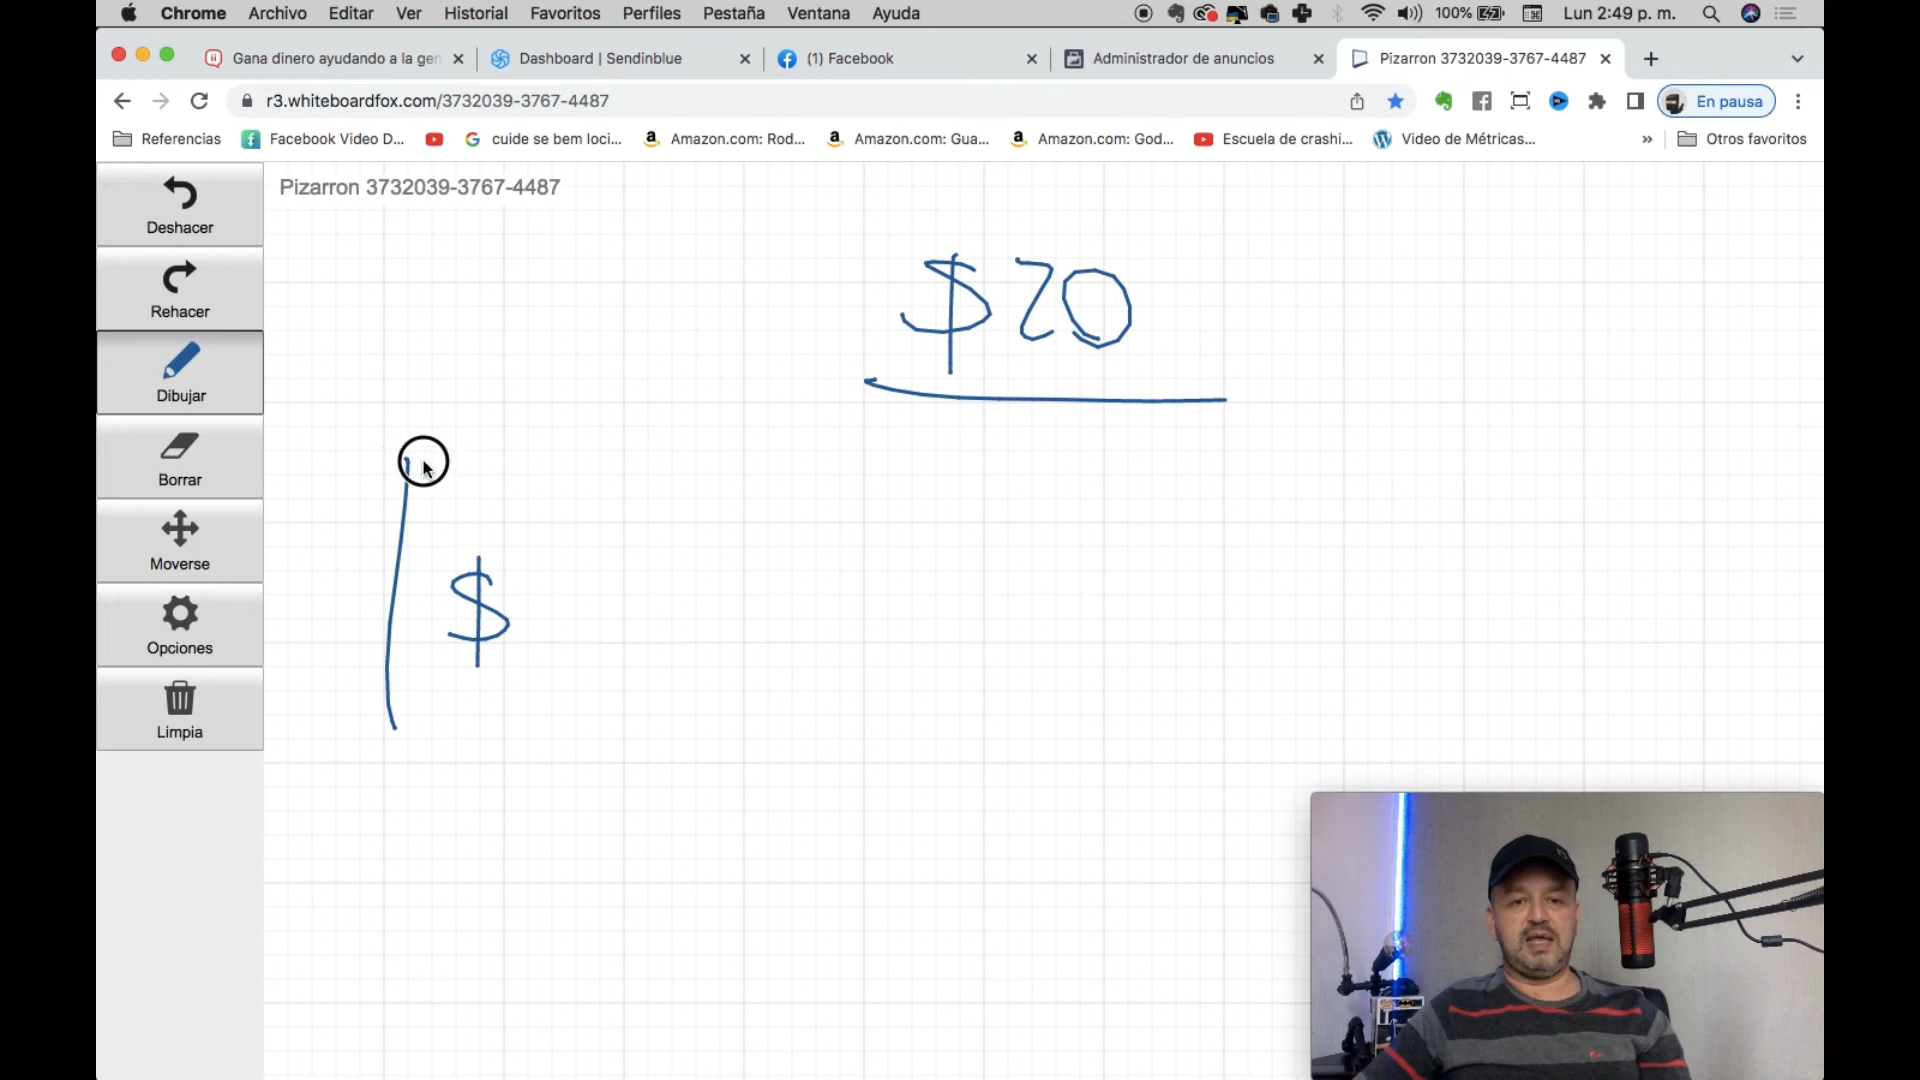 Chrome Archivo Editar Ver Historial Favoritos Perfiles Pestaña Ventana Ayuda 100% Lun 2:49 p. m.
Gana dinero ayudando a la gen Dashboard | Sendinblue (1) Facebook Administrador de anuncios Pizarron 3732039-3767-4487
r3.whiteboardfox.com/3732039-3767-4487 En pausa
Referencias Facebook Video D... cuide se bem loci... Amazon.com: Rod... Amazon.com: Gua... Amazon.com: God... Escuela de crashi... Video de Métricas... » Otros favoritos
Pizarron 3732039-3767-4487
Deshacer
Rehacer
Dibujar
Borrar
Moverse
Opciones
Limpia
$20
$